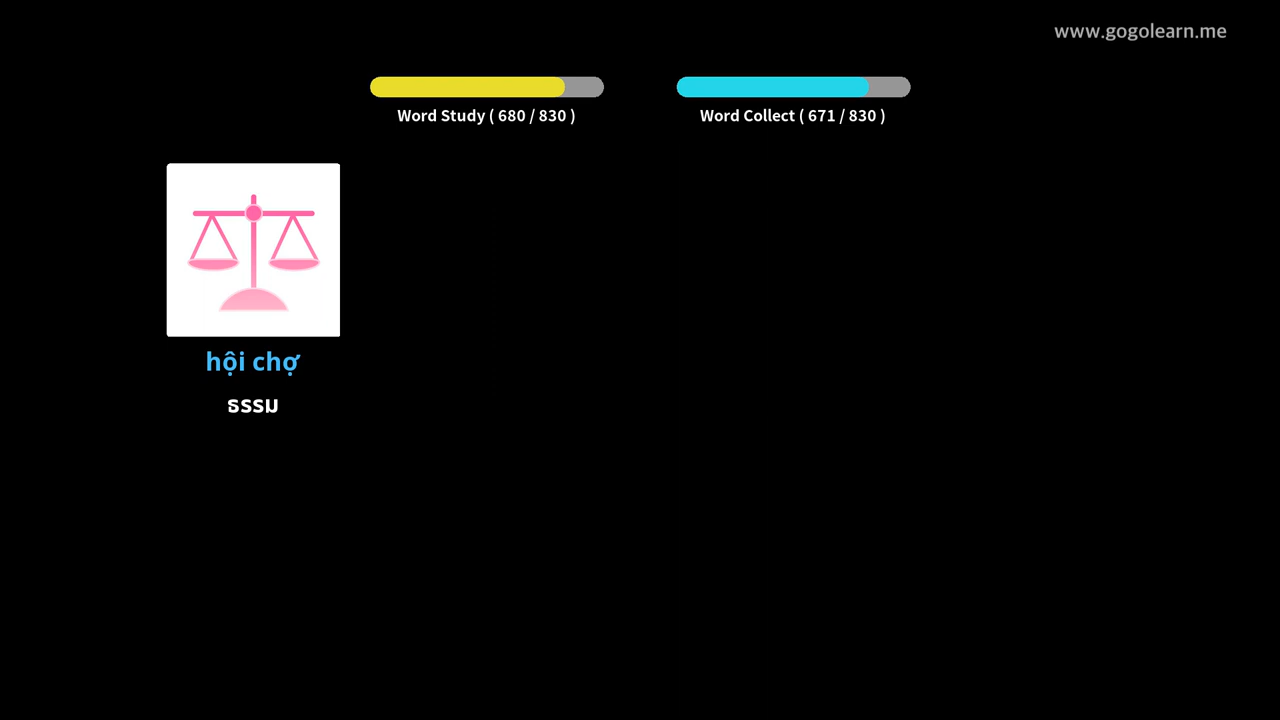 www.gogolearn.me
Word Study ( 680 / 830 )
Word Collect ( 671 / 830 )
hội chợ
ธรรม